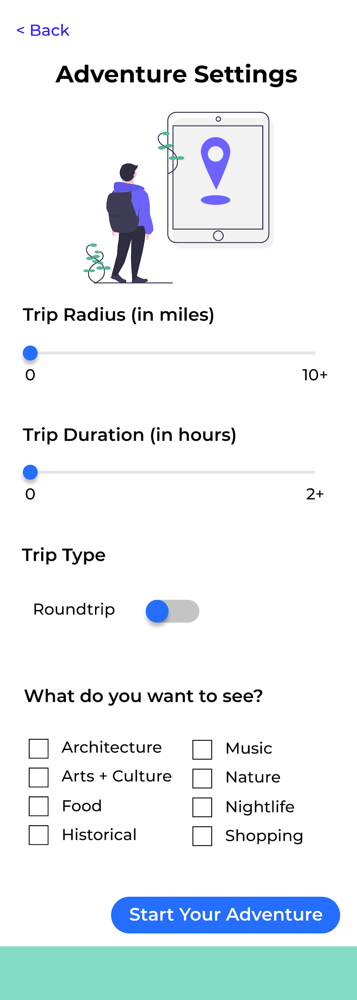 < Back
Adventure Settings
Trip Radius (in miles)
0 10+
Trip Duration (in hours)
0 2+
Trip Type
Roundtrip
What do you want to see?
Architecture
Arts + Culture
Food
Historical
Music
Nature
Nightlife
Shopping
Start Your Adventure